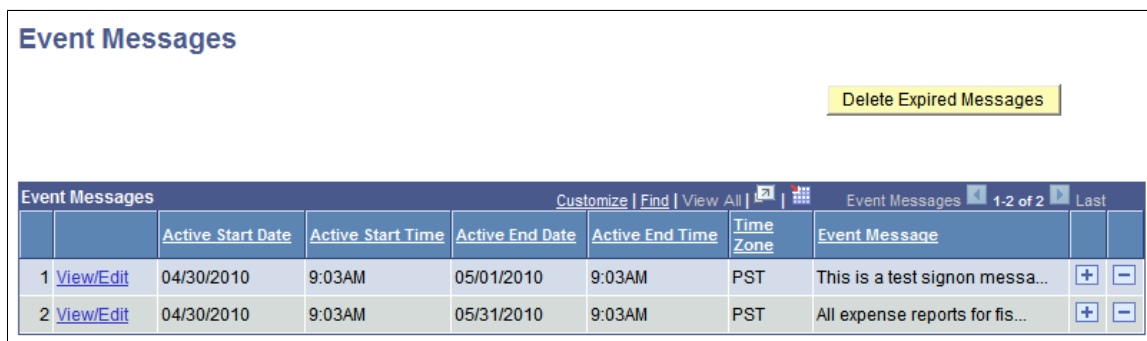 Event Messages
Delete Expired Messages
Event Messages Customize | Find | View All | | Event Messages 1-2 of 2 Last
Active Start Date Active Start Time Active End Date Active End Time Time Zone Event Message
1 View/Edit 04/30/2010 9:03AM 05/01/2010 9:03AM PST This is a test signon messa...
2 View/Edit 04/30/2010 9:03AM 05/31/2010 9:03AM PST All expense reports for fis...